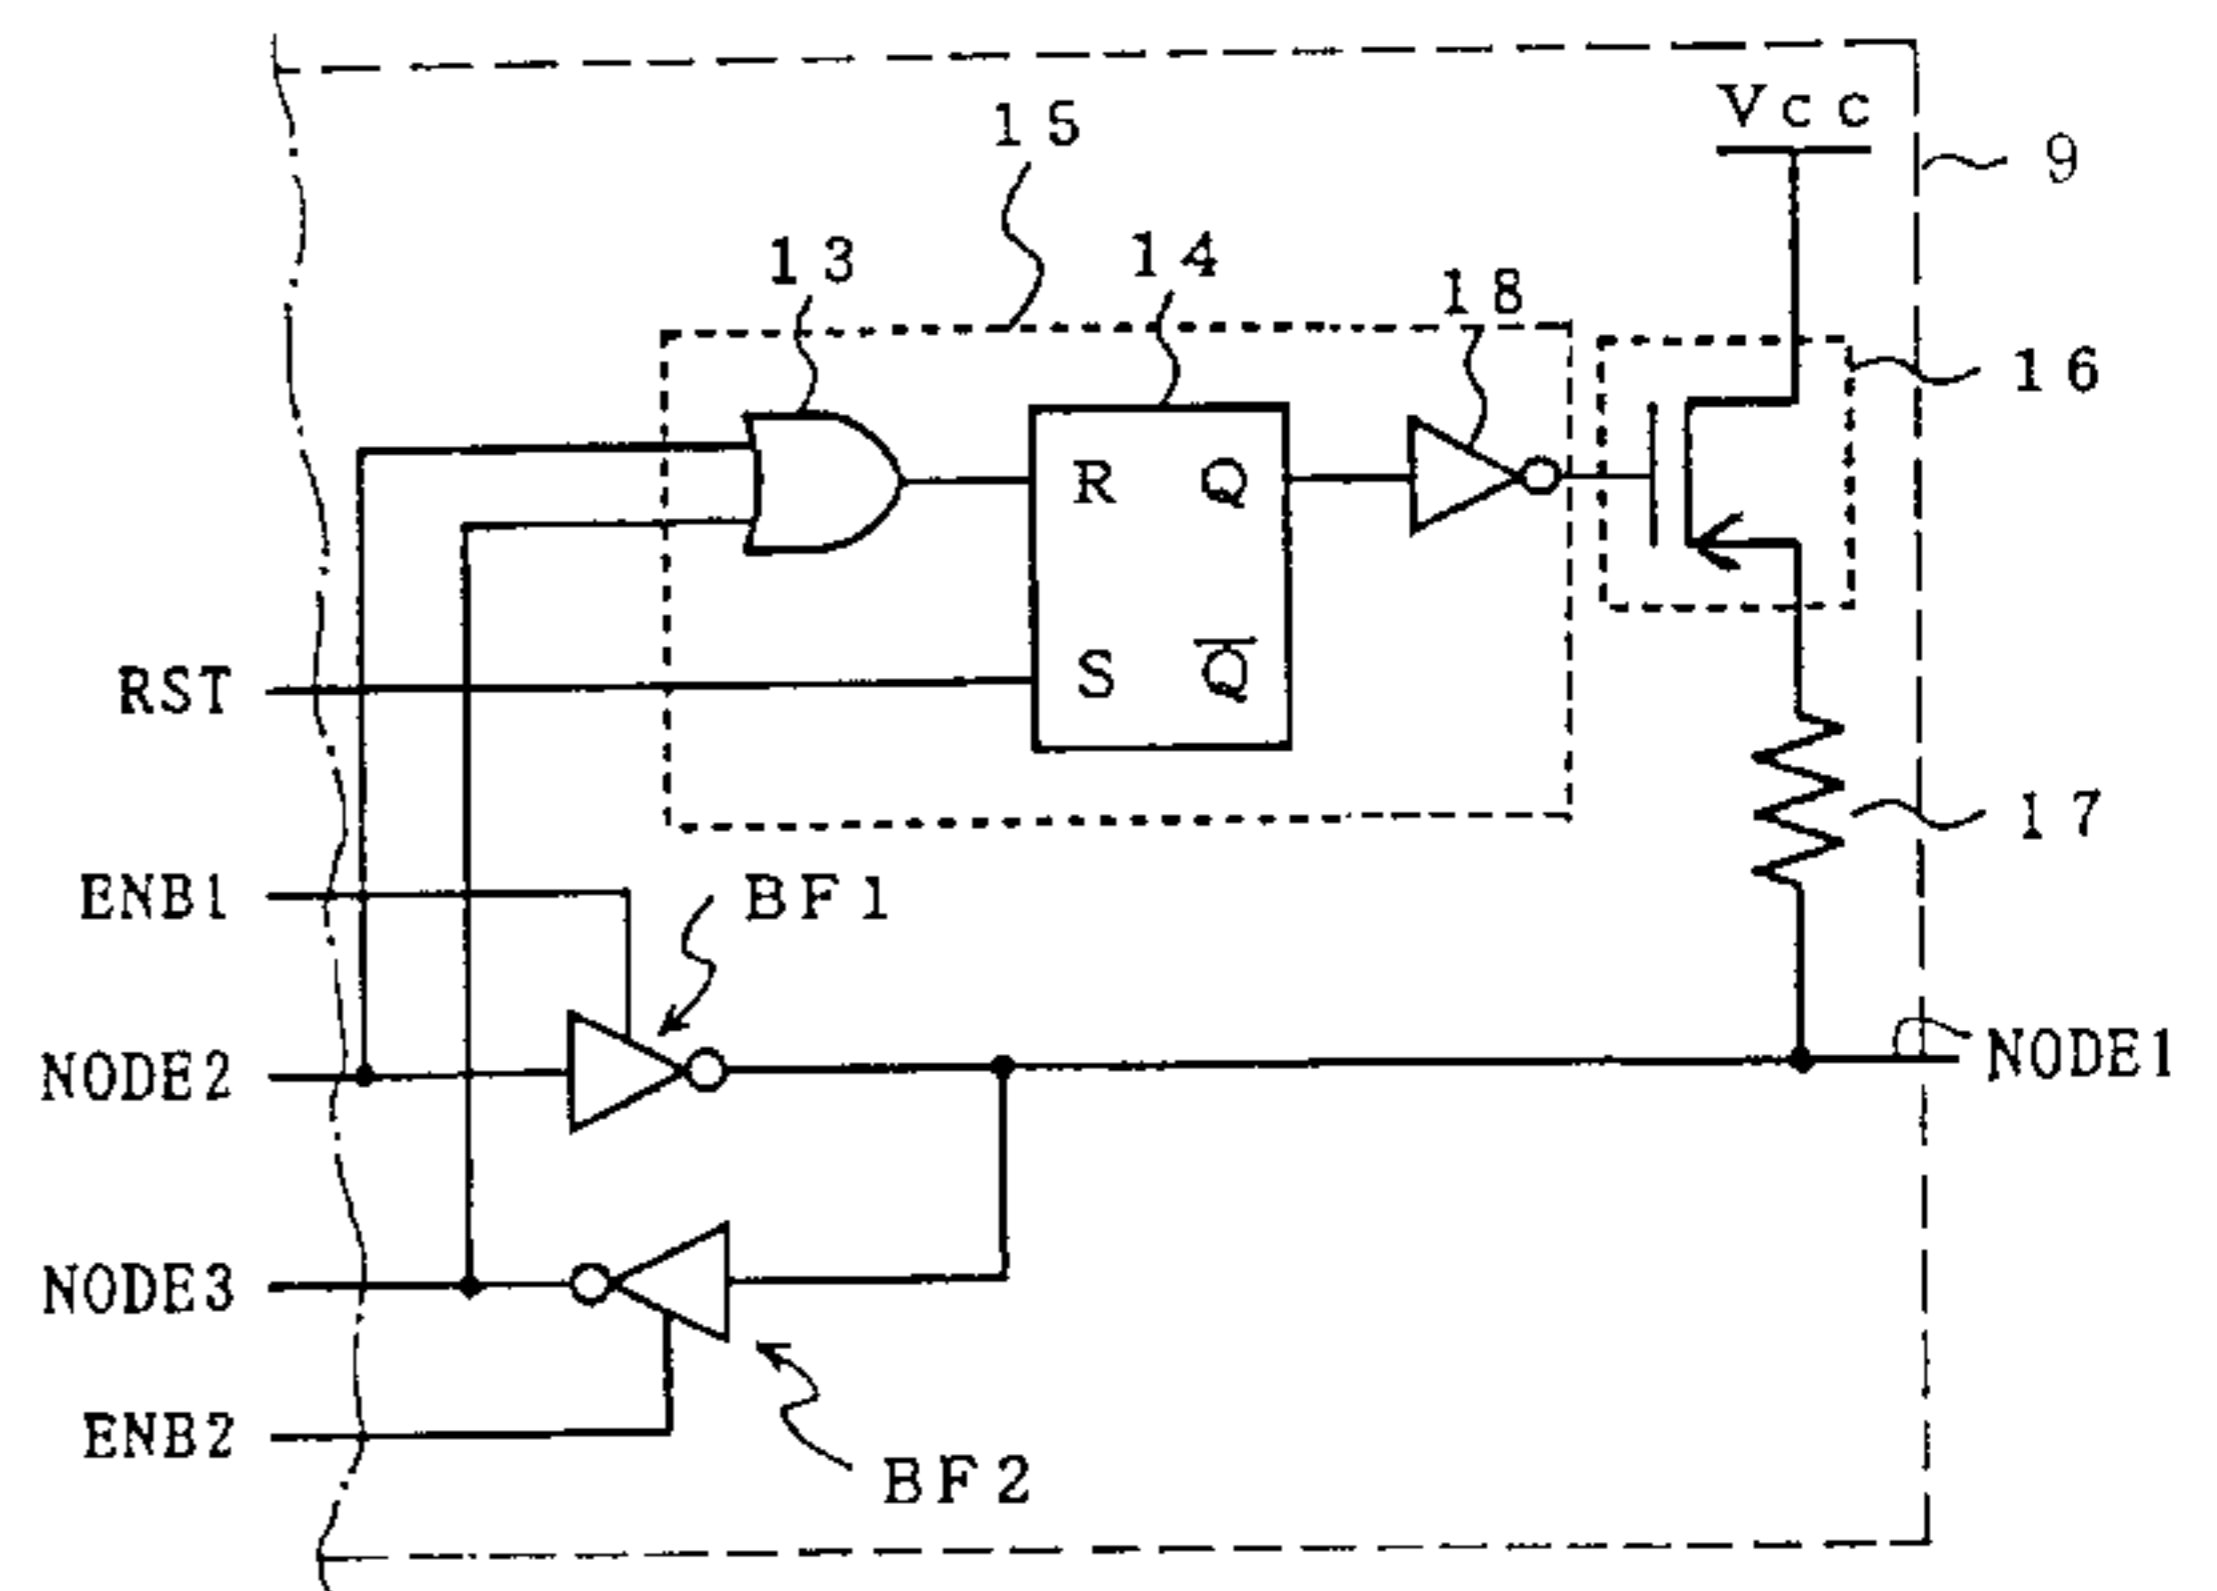 15
Vcc
9
13
14
18
16
R Q
S Q̅
RST
17
ENB1
BF1
NODE2
NODE1
NODE3
ENB2
BF2